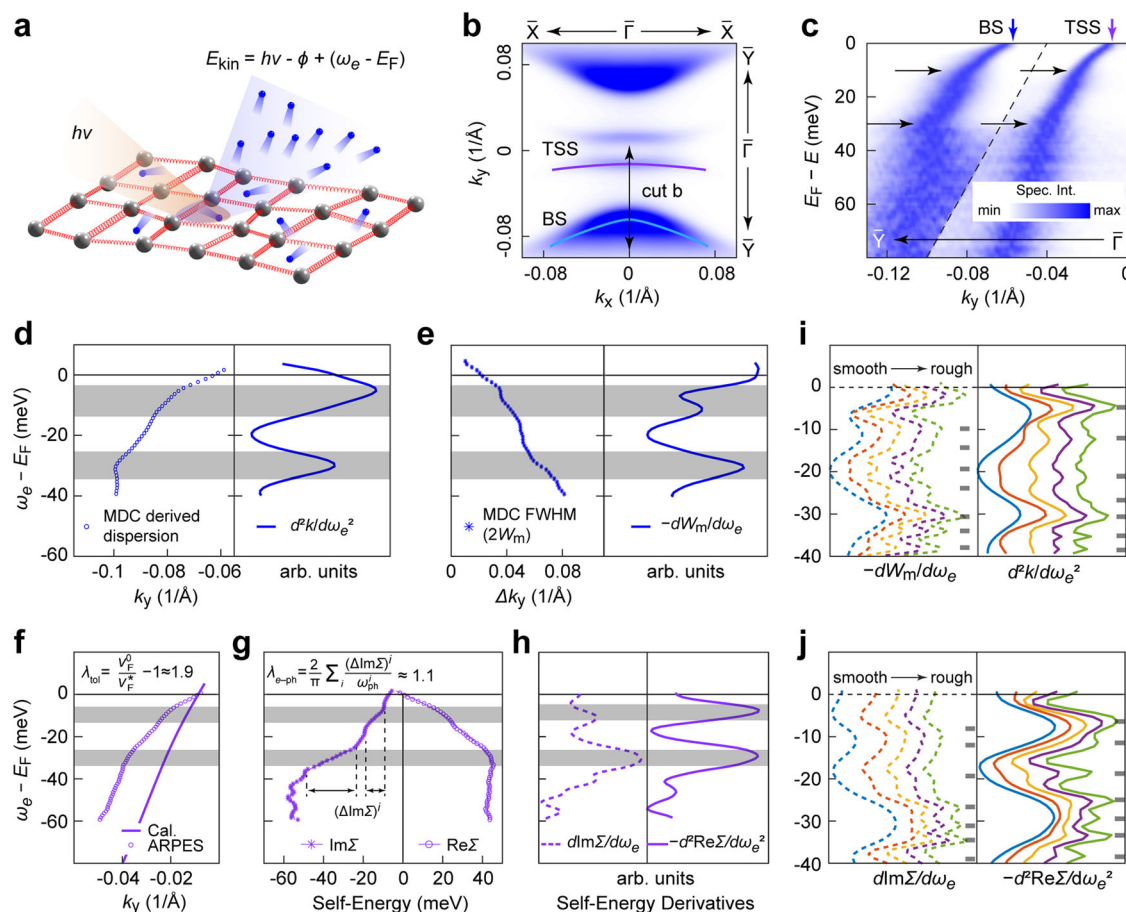 a
E_kin = hν - ϕ + (ω_e - E_F)
hν
b
X̄ Γ̄ X̄
0.08
0
-0.08
k_y (1/Å)
TSS
BS
cut b
Ȳ
Γ̄
Ȳ
-0.08 0 0.08
k_x (1/Å)
c
BS TSS
0
20
40
60
E_F − E (meV)
Spec. Int.
min max
Ȳ Γ̄
-0.12 -0.08 -0.04 0
k_y (1/Å)
d
0
-20
-40
-60
ω_e − E_F (meV)
MDC derived
dispersion
d²k/dω_e²
-0.1 -0.08 -0.06
k_y (1/Å)
arb. units
e
MDC FWHM
(2W_m)
−dW_m/dω_e
0 0.04 0.08
Δk_y (1/Å)
arb. units
i
smooth rough
0
-10
-20
-30
-40
ω_e − E_F (meV)
−dW_m/dω_e
d²k/dω_e²
f
λ_tol = v_F^0 / v_F^* −1≈1.9
0
-20
-40
-60
ω_e − E_F (meV)
Cal.
ARPES
-0.04 -0.02
k_y (1/Å)
g
λ_e−ph = 2/π Σ_i (ΔImΣ)^i / ω_ph^i ≈ 1.1
(ΔImΣ)^i
ImΣ ReΣ
-60 -40 -20 0 20 40
Self-Energy (meV)
h
dImΣ/dω_e −d²ReΣ/dω_e²
arb. units
Self-Energy Derivatives
j
smooth rough
0
-10
-20
-30
-40
ω_e − E_F (meV)
dImΣ/dω_e
−d²ReΣ/dω_e²